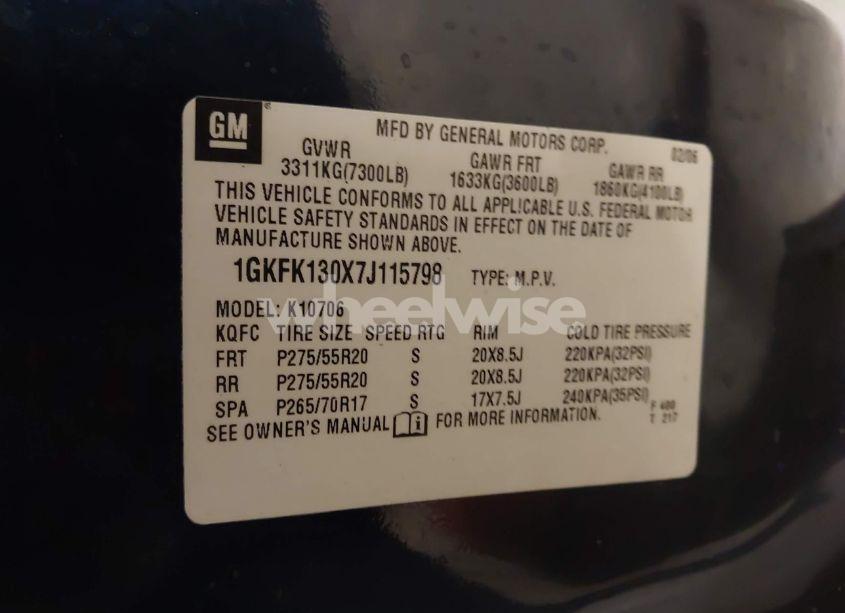 GM ®
MFD BY GENERAL MOTORS CORP. 02/06
GVWR GAWR FRT GAWR RR
3311KG(7300LB) 1633KG(3600LB) 1860KG(4100LB)
THIS VEHICLE CONFORMS TO ALL APPLICABLE U.S. FEDERAL MOTOR
VEHICLE SAFETY STANDARDS IN EFFECT ON THE DATE OF
MANUFACTURE SHOWN ABOVE.
1GKFK130X7J115798 TYPE: M.P.V.
wheelwise
MODEL: K10706
KQFC TIRE SIZE SPEED RTG RIM COLD TIRE PRESSURE
FRT P275/55R20 S 20X8.5J 220KPA(32PSI)
RR P275/55R20 S 20X8.5J 220KPA(32PSI)
SPA P265/70R17 S 17X7.5J 240KPA(35PSI)
F 400
SEE OWNER'S MANUAL i FOR MORE INFORMATION. T 217